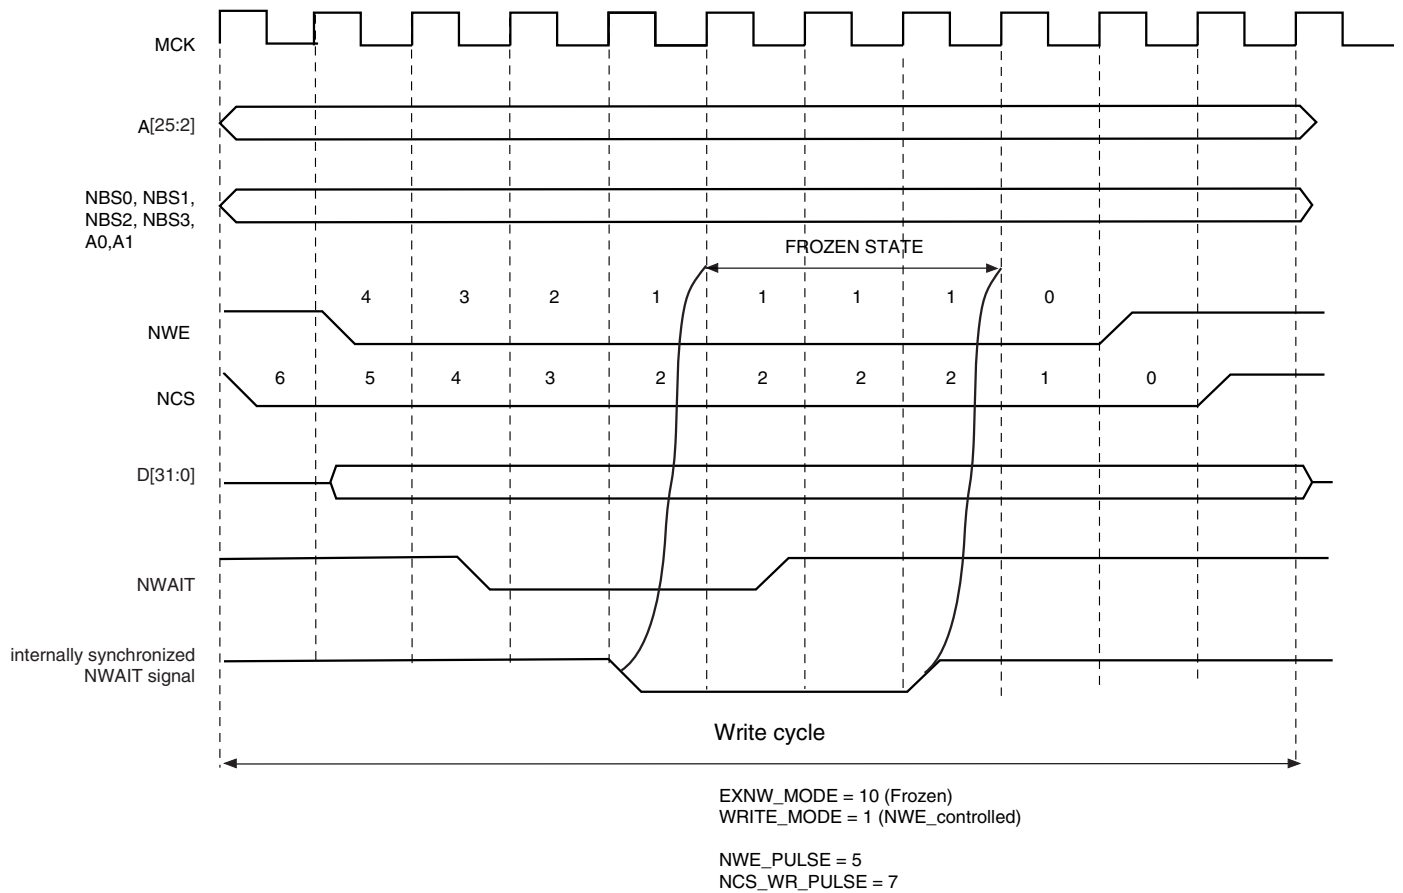 MCK
A[25:2]
NBS0, NBS1,
NBS2, NBS3,
A0,A1
FROZEN STATE
4 3 2 1 1 1 1 0
NWE
6 5 4 3 2 2 2 2 1 0
NCS
D[31:0]
NWAIT
internally synchronized
NWAIT signal
Write cycle
EXNW_MODE = 10 (Frozen)
WRITE_MODE = 1 (NWE_controlled)
NWE_PULSE = 5
NCS_WR_PULSE = 7